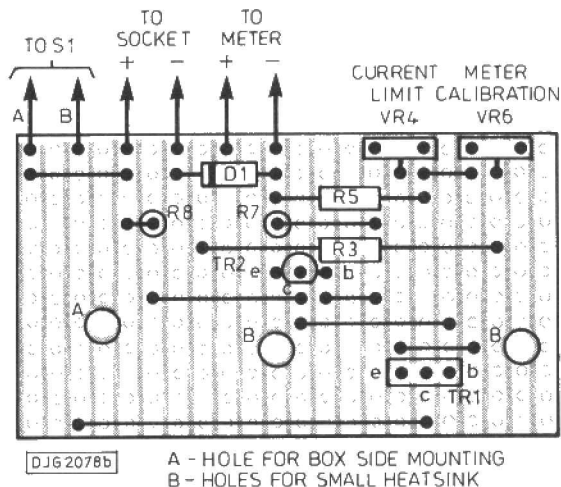 TO S1
TO SOCKET
+ −
TO METER
+ −
A
B
CURRENT LIMIT
VR4
METER CALIBRATION
VR6
D1
R5
R8
R7
R3
TR2
e
b
c
A
B
B
e
b
c
TR1
DJG2078b
A - HOLE FOR BOX SIDE MOUNTING
B - HOLES FOR SMALL HEATSINK